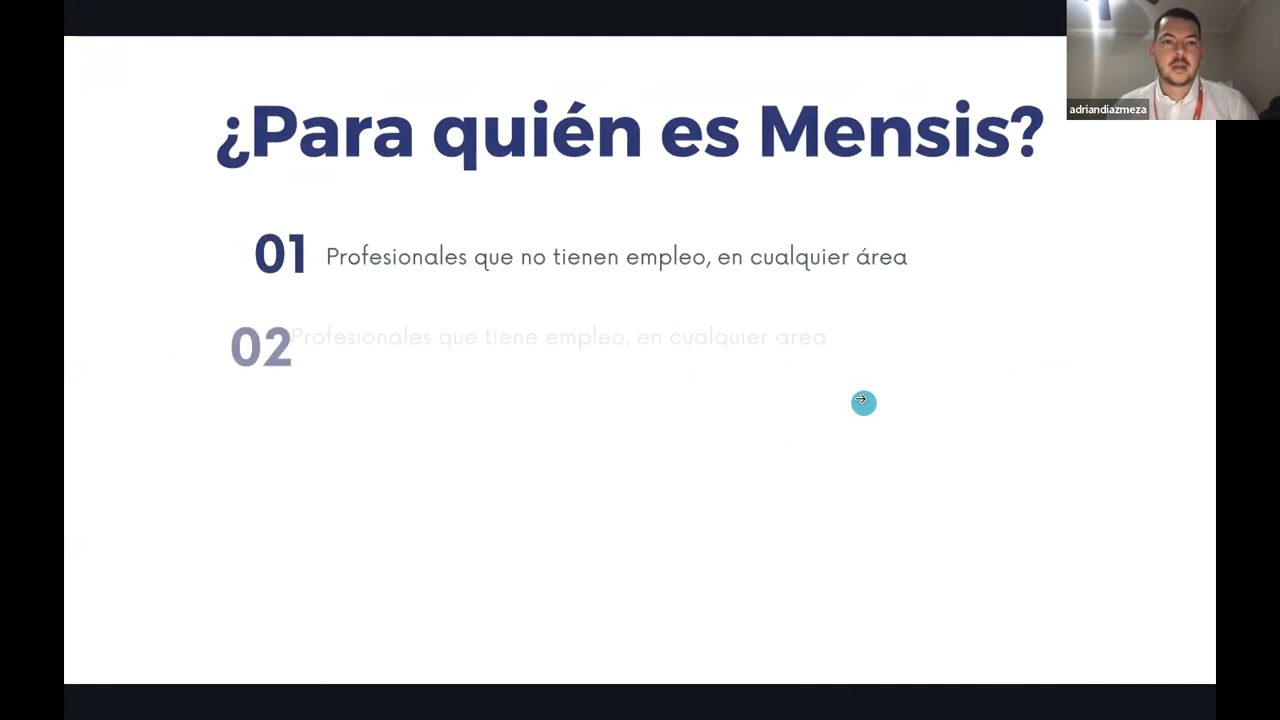 adriandiazmeza
¿Para quién es Mensis?
01 Profesionales que no tienen empleo, en cualquier área
02 Profesionales que tiene empleo, en cualquier area